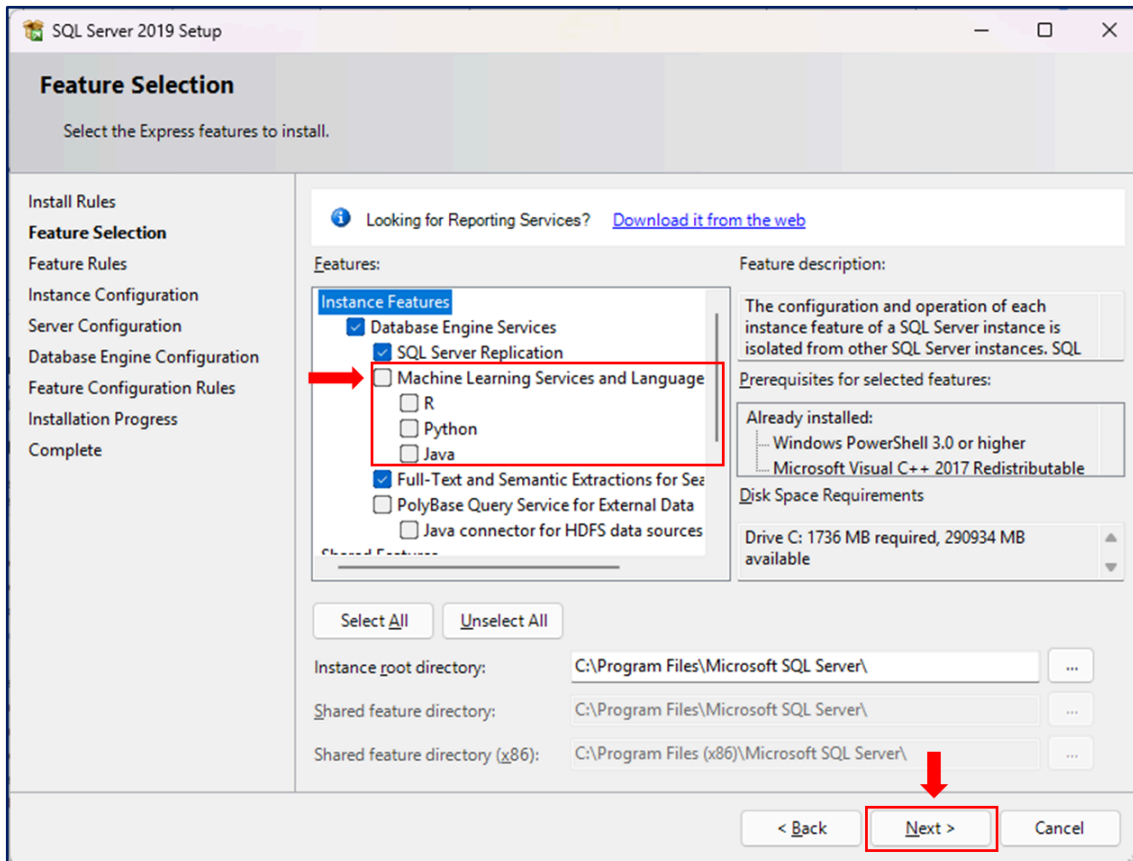 SQL Server 2019 Setup
Feature Selection
Select the Express features to install.
Install Rules
Feature Selection
Feature Rules
Instance Configuration
Server Configuration
Database Engine Configuration
Feature Configuration Rules
Installation Progress
Complete
Looking for Reporting Services? Download it from the web
Features:
Instance Features
Database Engine Services
SQL Server Replication
Machine Learning Services and Language
R
Python
Java
Full-Text and Semantic Extractions for Sea
PolyBase Query Service for External Data
Java connector for HDFS data sources
Shared Features
Feature description:
The configuration and operation of each
instance feature of a SQL Server instance is
isolated from other SQL Server instances. SQL
Prerequisites for selected features:
Already installed:
Windows PowerShell 3.0 or higher
Microsoft Visual C++ 2017 Redistributable
Disk Space Requirements
Drive C: 1736 MB required, 290934 MB
available
Select All
Unselect All
Instance root directory: C:\Program Files\Microsoft SQL Server\ ...
Shared feature directory: C:\Program Files\Microsoft SQL Server\ ...
Shared feature directory (x86): C:\Program Files (x86)\Microsoft SQL Server\ ...
< Back
Next >
Cancel